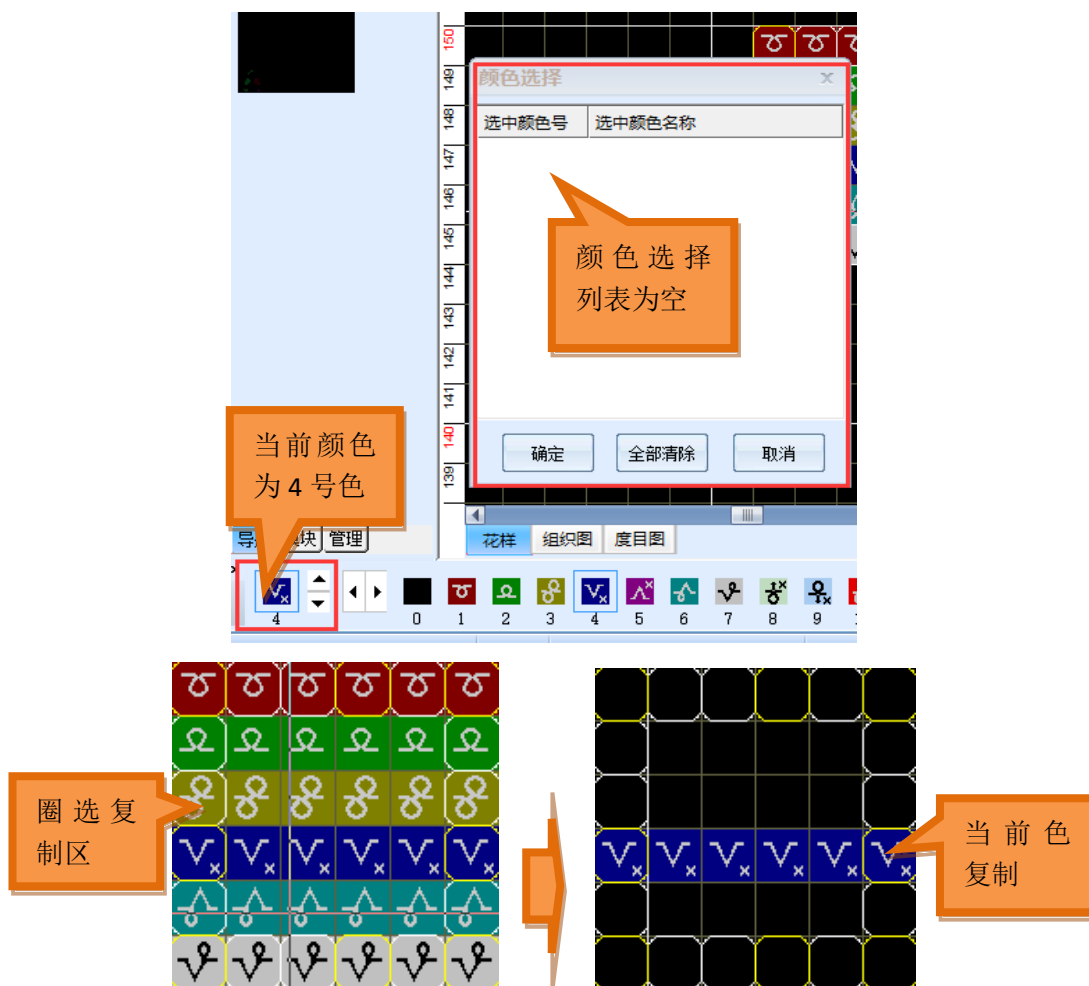 150
149
148
147
146
145
144
143
142
141
140
139
颜色选择
x
选中颜色号 选中颜色名称
颜色选择
列表为空
当前颜色
为 4 号色
确定 全部清除 取消
管理
花样 组织图 度目图
4
0 1 2 3 4 5 6 7 8 9
圈选复
制区
当前色
复制